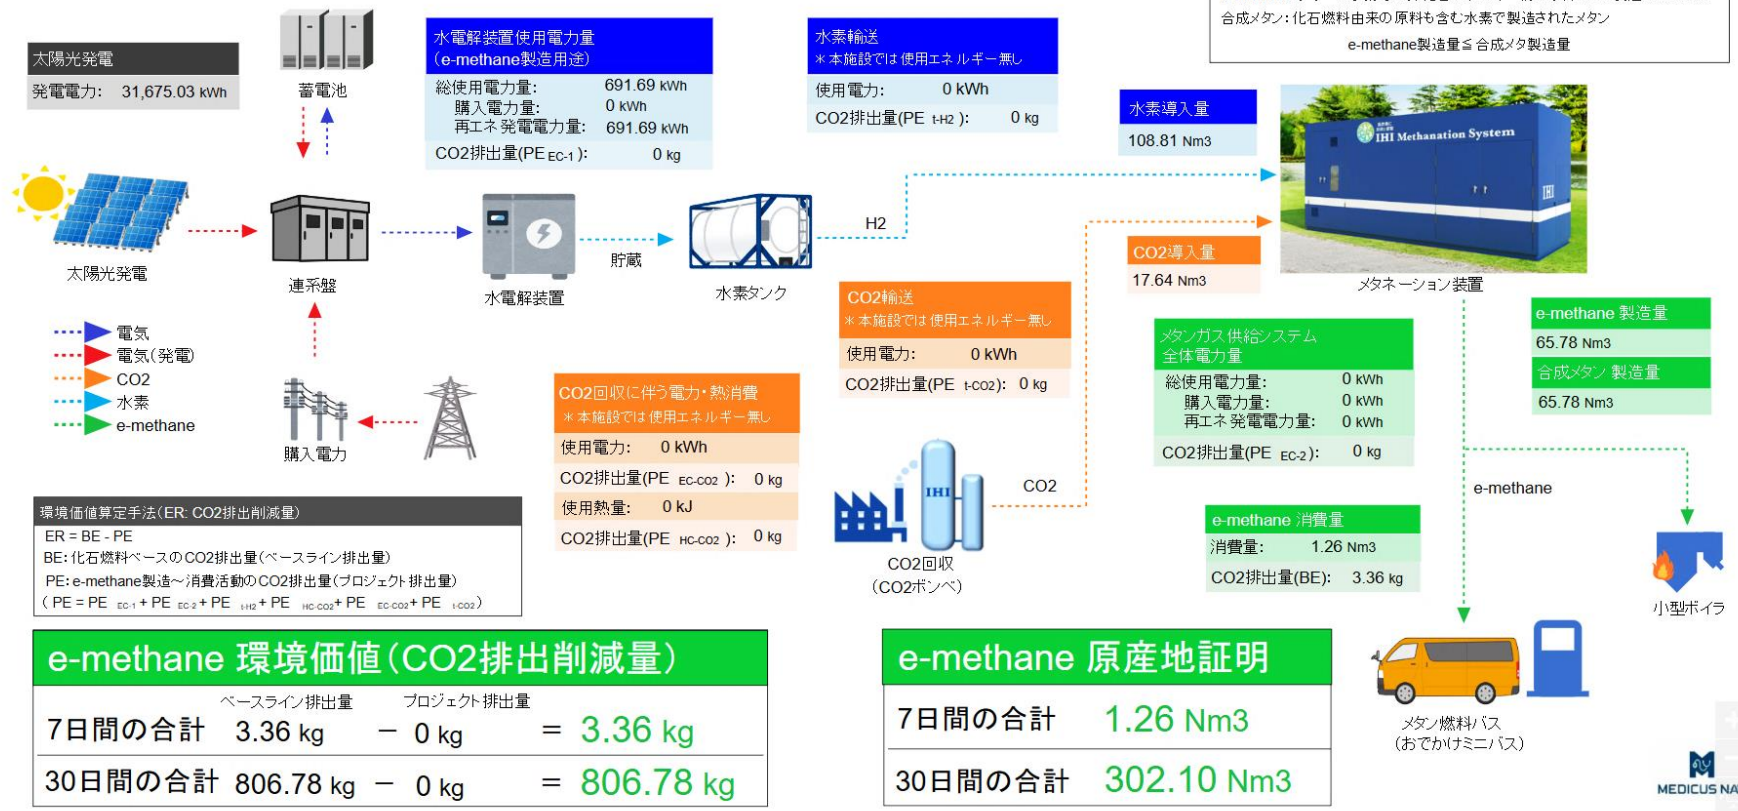 合成メタン：化石燃料由来の原料も含む水素で製造されたメタン
e-methane製造量≦合成メタ製造量
太陽光発電
発電電力： 31,675.03 kWh
蓄電池
水電解装置使用電力量
（e-methane製造用途）
総使用電力量： 691.69 kWh
購入電力量： 0 kWh
再エネ発電電力量： 691.69 kWh
CO2排出量(PE EC-1 )： 0 kg
水素輸送
＊本施設では使用エネルギー無し
使用電力： 0 kWh
CO2排出量(PE t-H2 )： 0 kg
水素導入量
108.81 Nm3
IHI Methanation System
IHI
太陽光発電
連系盤
水電解装置
貯蔵
水素タンク
H2
CO2導入量
17.64 Nm3
メタネーション装置
電気
電気(発電)
CO2
水素
e-methane
購入電力
CO2回収に伴う電力・熱消費
＊本施設では使用エネルギー無し
使用電力： 0 kWh
CO2排出量(PE EC-CO2 )： 0 kg
使用熱量： 0 kJ
CO2排出量(PE HC-CO2 )： 0 kg
CO2輸送
＊本施設では使用エネルギー無し
使用電力： 0 kWh
CO2排出量(PE t-CO2)： 0 kg
メタンガス供給システム
全体電力量
総使用電力量： 0 kWh
購入電力量： 0 kWh
再エネ発電電力量： 0 kWh
CO2排出量(PE EC-2)： 0 kg
e-methane 製造量
65.78 Nm3
合成メタン 製造量
65.78 Nm3
IHI
CO2
CO2回収
（CO2ボンベ）
e-methane
e-methane 消費量
消費量： 1.26 Nm3
CO2排出量(BE)： 3.36 kg
小型ボイラ
メタン燃料バス
（おでかけミニバス）
環境価値算定手法（ER: CO2排出削減量）
ER = BE - PE
BE：化石燃料ベースのCO2排出量（ベースライン排出量）
PE：e-methane製造～消費活動のCO2排出量（プロジェクト排出量）
( PE = PE EC-1 + PE EC-2 + PE t-H2 + PE HC-CO2 + PE EC-CO2 + PE t-CO2 )
e-methane 環境価値（CO2排出削減量）
ベースライン排出量 プロジェクト排出量
7日間の合計 3.36 kg － 0 kg ＝ 3.36 kg
30日間の合計 806.78 kg － 0 kg ＝ 806.78 kg
e-methane 原産地証明
7日間の合計 1.26 Nm3
30日間の合計 302.10 Nm3
MEDICUS NA